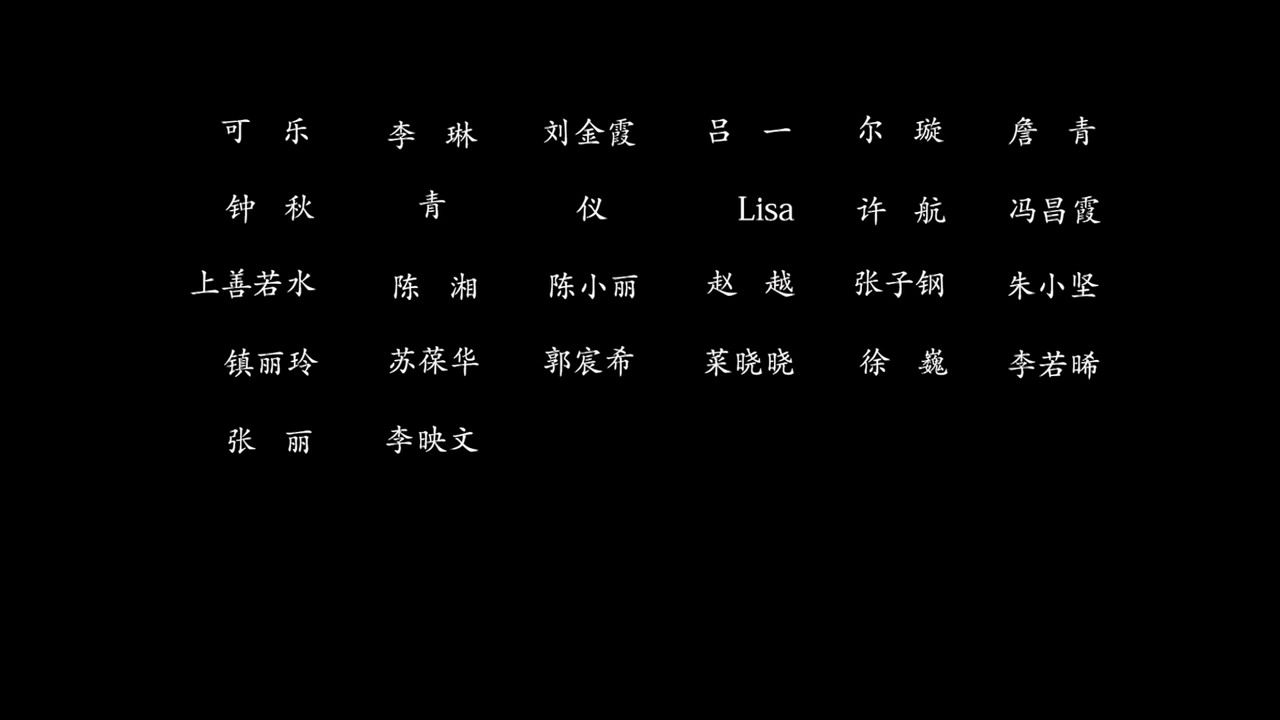 可 乐 李 琳 刘金霞 吕 一 尔 璇 詹 青
钟 秋 青 仪 Lisa 许 航 冯昌霞
上善若水 陈 湘 陈小丽 赵 越 张子钢 朱小坚
镇丽玲 苏葆华 郭宸希 菜晓晓 徐 巍 李若晞
张 丽 李映文